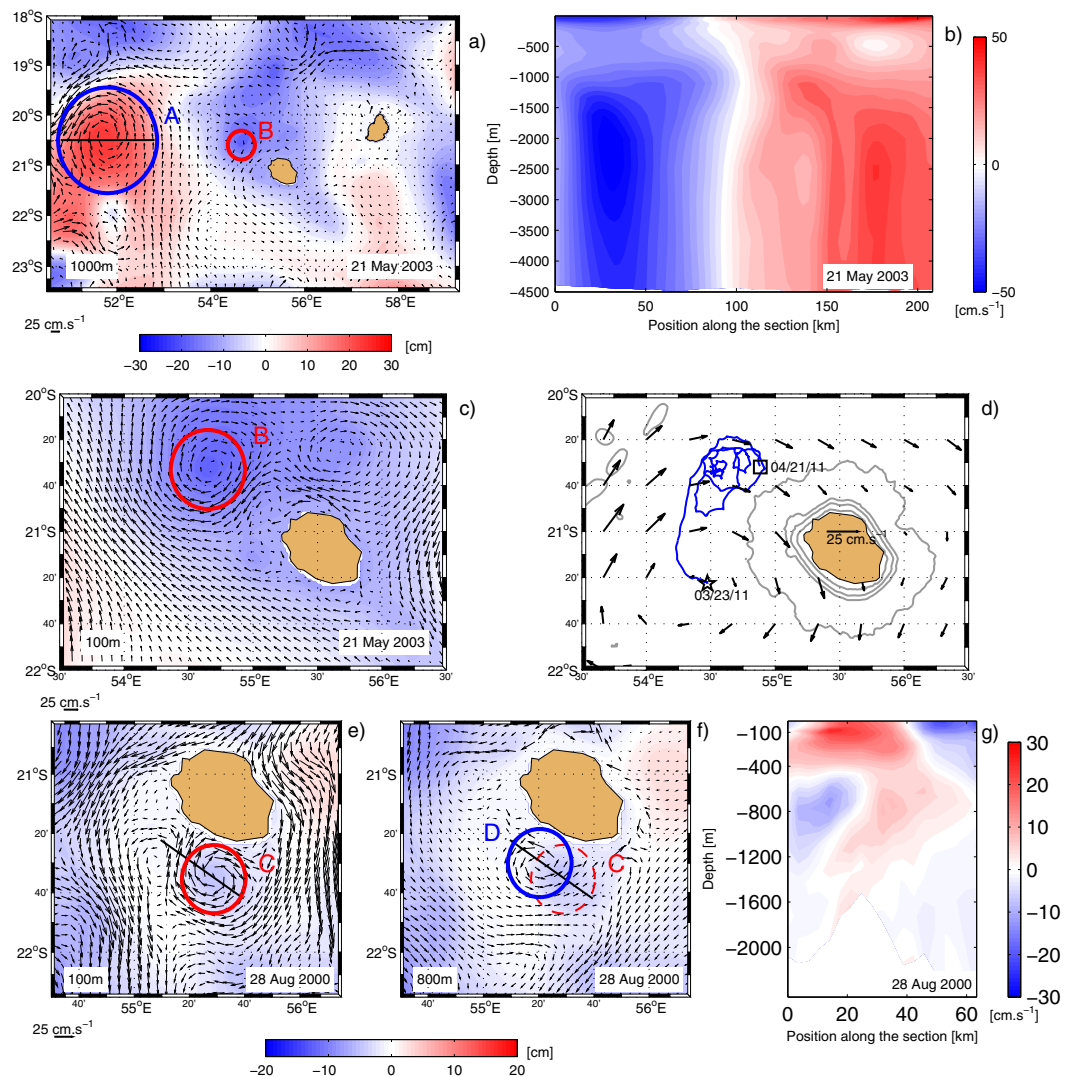 a)
18°S
19°S
20°S
21°S
22°S
23°S
A
B
1000m
21 May 2003
52°E
54°E
56°E
58°E
25 cm.s⁻¹
−30
−20
−10
0
10
20
30
[cm]
b)
Depth [m]
−500
−1000
−1500
−2000
−2500
−3000
−3500
−4000
−4500
21 May 2003
0
50
100
150
200
Position along the section [km]
50
0
−50
[cm.s⁻¹]
c)
20°S
20'
40'
21°S
20'
40'
22°S
B
100m
21 May 2003
54°E
30'
55°E
30'
56°E
30'
25 cm.s⁻¹
d)
20°S
20'
40'
21°S
20'
40'
22°S
04/21/11
25 cm.s⁻¹
03/23/11
30'
54°E
30'
55°E
30'
56°E
30'
e)
21°S
20'
40'
22°S
C
100m
28 Aug 2000
40'
55°E
20'
40'
56°E
25 cm.s⁻¹
f)
21°S
20'
40'
22°S
D
C
800m
28 Aug 2000
40'
55°E
20'
40'
56°E
−20
−10
0
10
20
[cm]
g)
Depth [m]
−100
−400
−800
−1200
−1600
−2000
28 Aug 2000
0
20
40
60
Position along the section [km]
30
20
10
0
−10
−20
−30
[cm.s⁻¹]